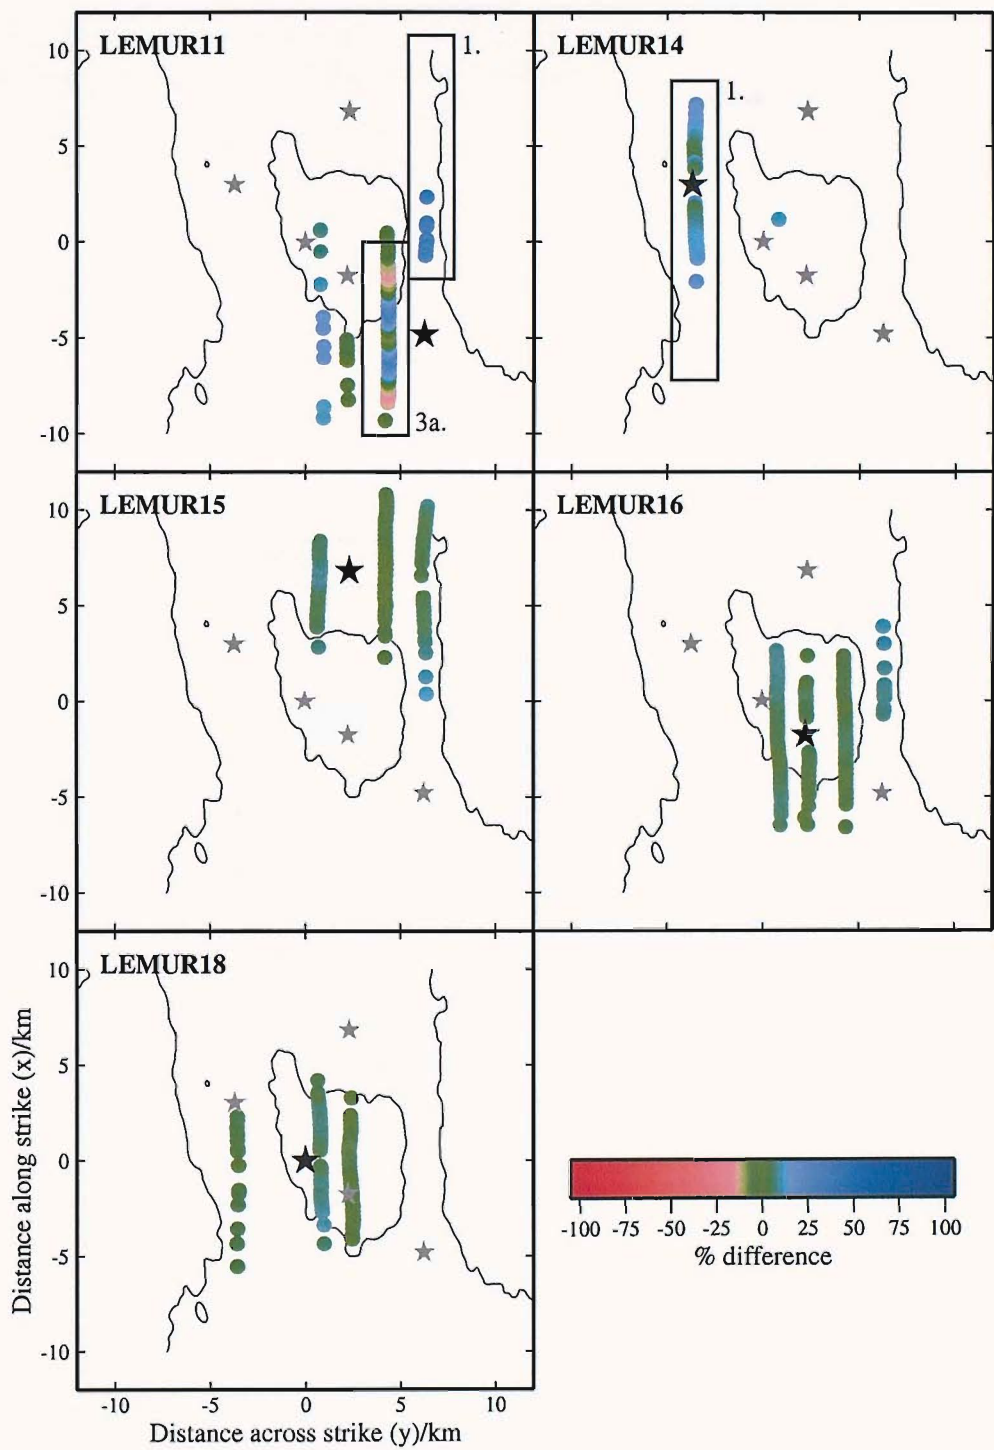 LEMUR11
LEMUR14
10
5
0
-5
-10
1.
1.
3a.
LEMUR15
LEMUR16
10
5
0
-5
-10
LEMUR18
10
5
0
-5
-10
-10 -5 0 5 10
Distance along strike (x)/km
Distance across strike (y)/km
-100 -75 -50 -25 0 25 50 75 100
% difference